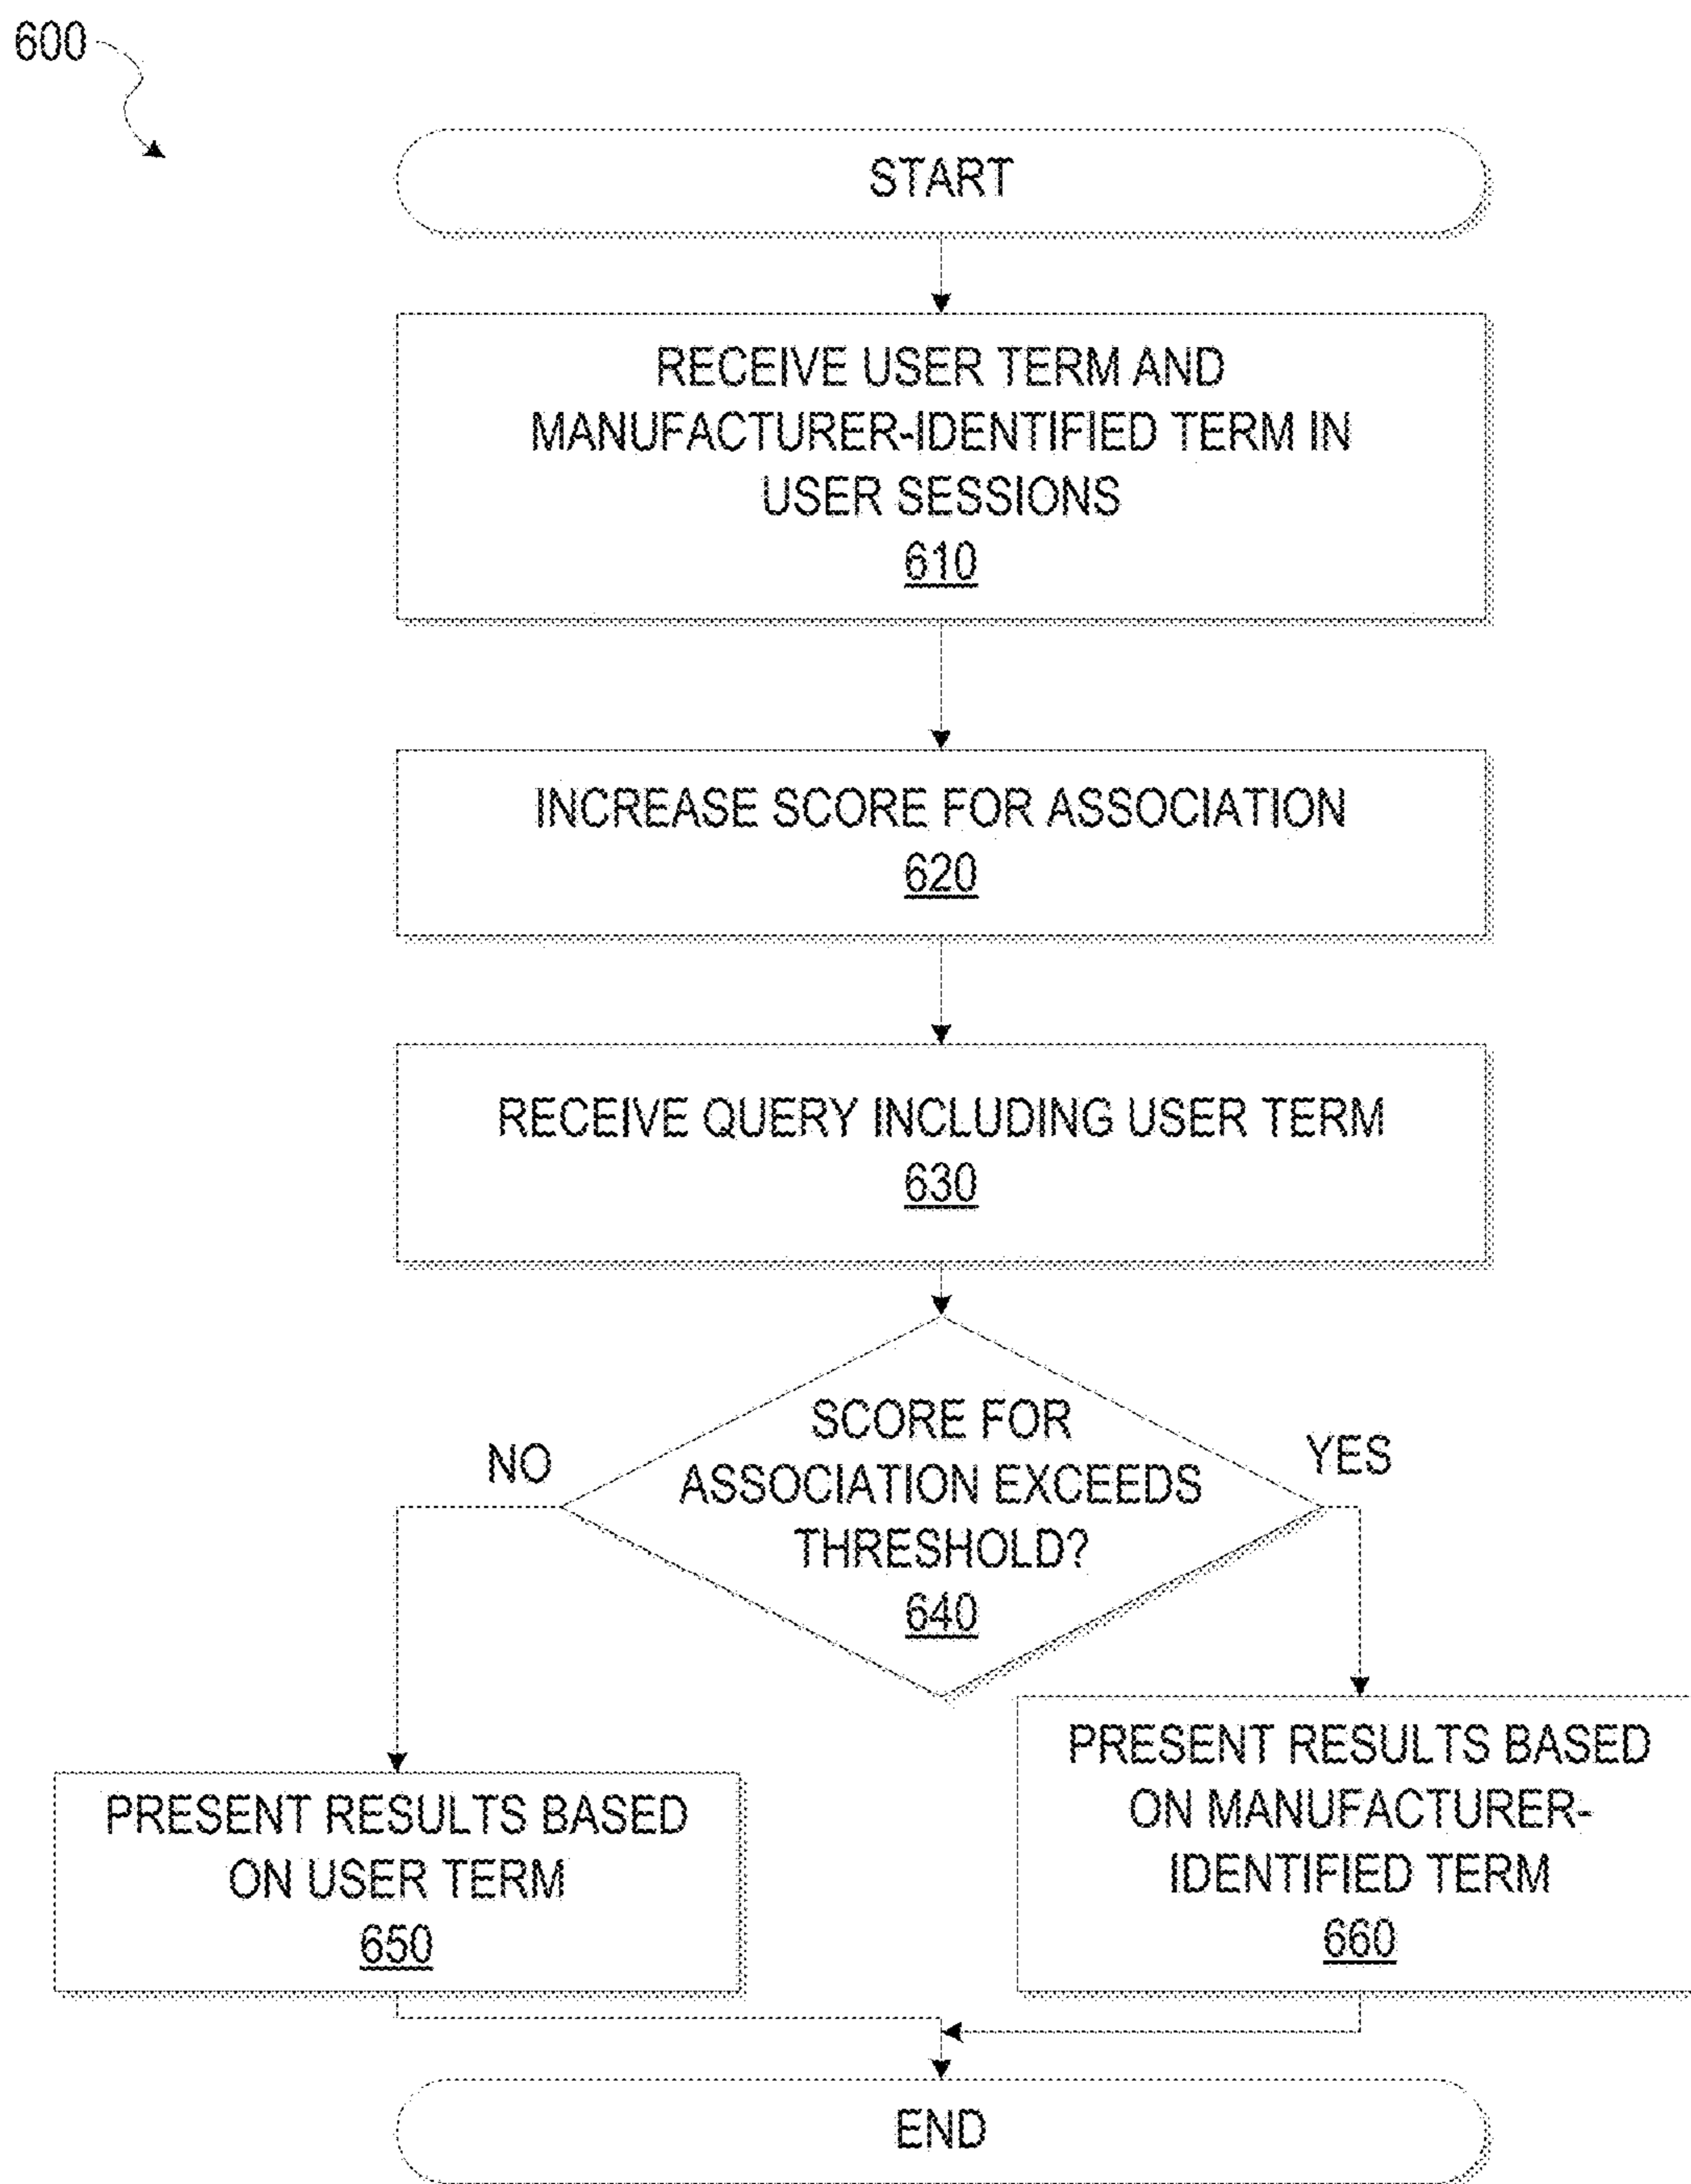 600
START
RECEIVE USER TERM AND
MANUFACTURER-IDENTIFIED TERM IN
USER SESSIONS
610
INCREASE SCORE FOR ASSOCIATION
620
RECEIVE QUERY INCLUDING USER TERM
630
SCORE FOR
ASSOCIATION EXCEEDS
THRESHOLD?
640
NO
YES
PRESENT RESULTS BASED
ON USER TERM
650
PRESENT RESULTS BASED
ON MANUFACTURER-
IDENTIFIED TERM
660
END